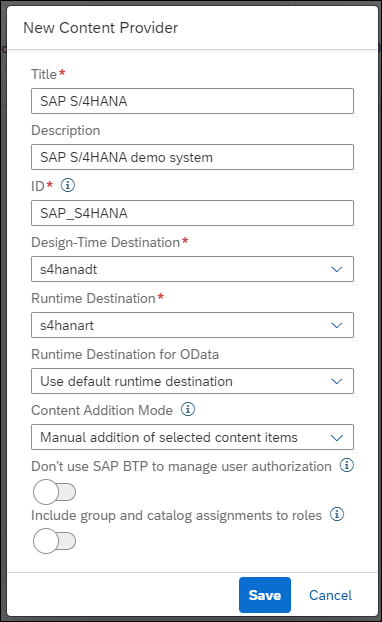 New Content Provider
Title*
SAP S/4HANA
Description
SAP S/4HANA demo system
ID*
SAP_S4HANA
Design-Time Destination*
s4hanadt
Runtime Destination*
s4hanart
Runtime Destination for OData
Use default runtime destination
Content Addition Mode
Manual addition of selected content items
Don't use SAP BTP to manage user authorization
Include group and catalog assignments to roles
Save Cancel